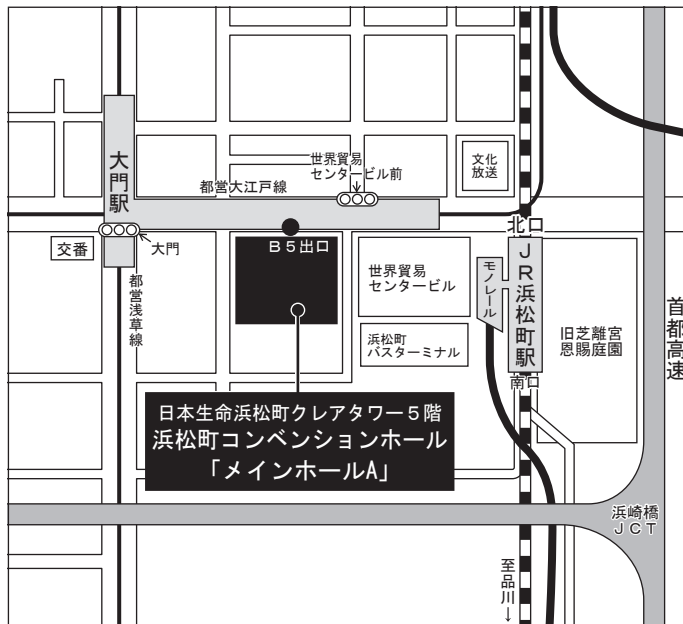 大門駅
世界貿易
センタービル前
都営大江戸線
文化
放送
北口
交番
大門
B5出口
都営浅草線
世界貿易
センタービル
モノレール
JR浜松町駅
首都高速
浜松町
バスターミナル
旧芝離宮
恩賜庭園
南口
日本生命浜松町クレアタワー5階
浜松町コンベンションホール
「メインホールA」
浜崎橋
JCT
至品川→